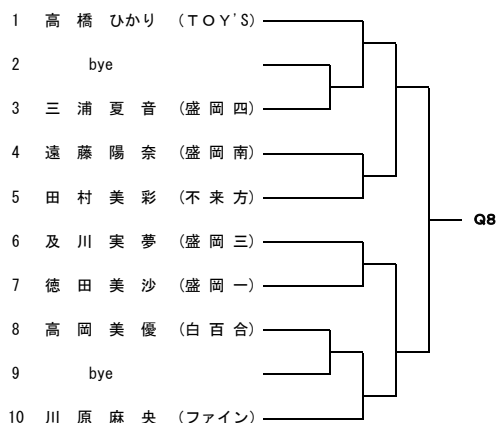 1 高橋 ひかり (TOY'S)
2 bye
3 三浦夏音 (盛岡四)
4 遠藤陽奈 (盛岡南)
5 田村美彩 (不来方)
6 及川実夢 (盛岡三)
7 徳田美沙 (盛岡一)
8 高岡美優 (白百合)
9 bye
10 川原麻央 (ファイン)
Q8